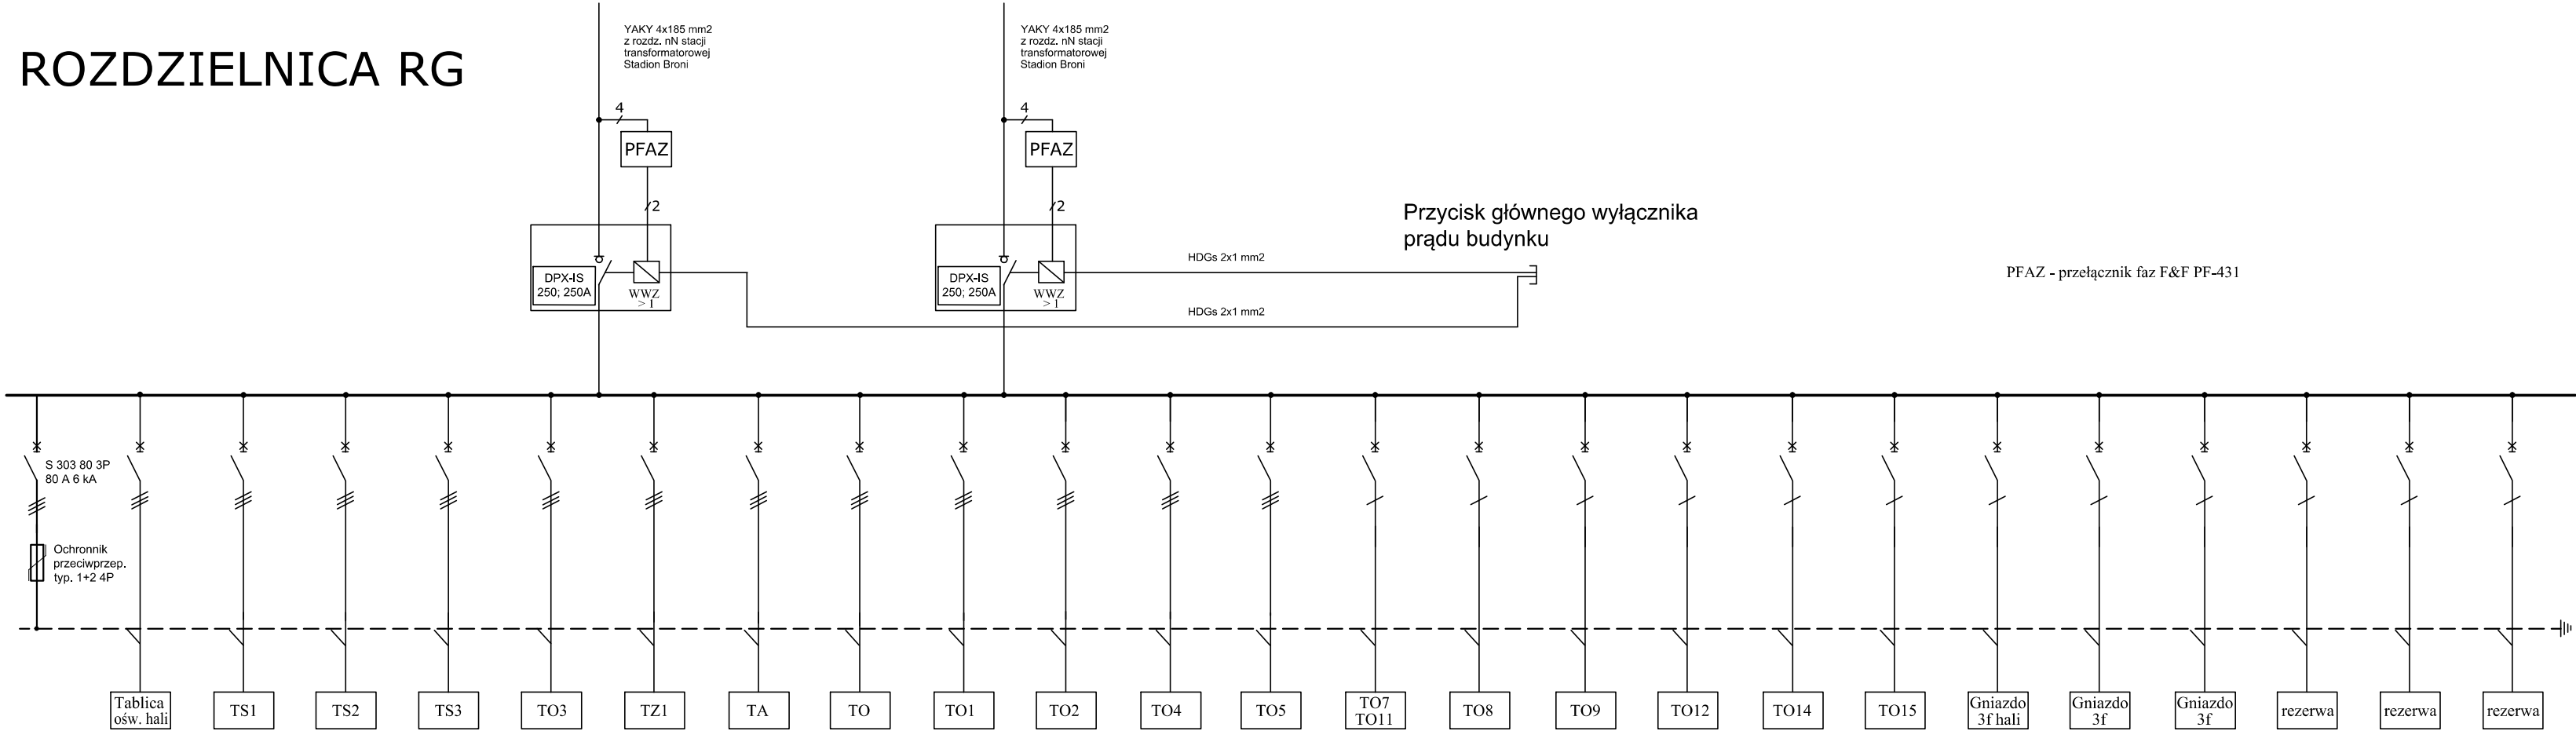 ROZDZIELNICA RG
YAKY 4x185 mm2
z rozdz. nN stacji
transformatorowej
Stadion Broni
4
PFAZ
2
DPX-IS
250; 250A
WWZ
> I
YAKY 4x185 mm2
z rozdz. nN stacji
transformatorowej
Stadion Broni
4
PFAZ
2
DPX-IS
250; 250A
WWZ
> I
HDGs 2x1 mm2
HDGs 2x1 mm2
Przycisk głównego wyłącznika
prądu budynku
PFAZ - przełącznik faz F&F PF-431
S 303 80 3P
80 A 6 kA
Ochronnik
przeciwprzep.
typ. 1+2 4P
Tablica
ośw. hali
TS1
TS2
TS3
TO3
TZ1
TA
TO
TO1
TO2
TO4
TO5
TO7
TO11
TO8
TO9
TO12
TO14
TO15
Gniazdo
3f hali
Gniazdo
3f
Gniazdo
3f
rezerwa
rezerwa
rezerwa